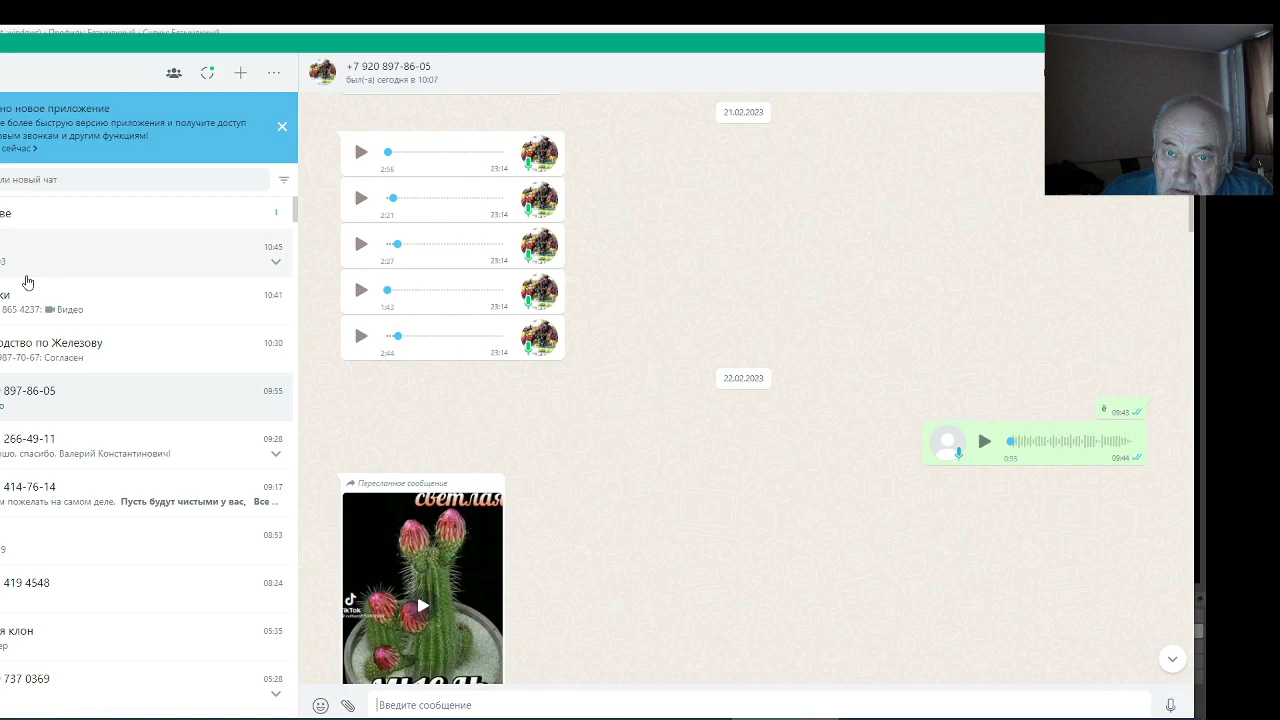 +7 920 897-86-05
был(-а) сегодня в 10:07
но новое приложение
е более быструю версию приложения и получите доступ
овым звонкам и другим функциям!
сейчас >
ли новый чат
ве
1
10:45
03
ки
10:41
865 4237: Видео
одство по Железову
10:30
987-70-67: Согласен
897-86-05
09:55
о
266-49-11
09:28
ошо, спасибо, Валерий Константинович!
414-76-14
09:17
м пожелать на самом деле, Пусть будут чистыми у вас, Все ...
08:53
9
419 4548
08:24
я клон
05:35
ер
737 0369
05:28
21.02.2023
2:56
23:14
2:21
23:14
2:27
23:14
1:43
23:14
2:44
23:14
22.02.2023
ё
09:43
0:55
09:44
Пересланное сообщение
светлая
TikTok
Введите сообщение